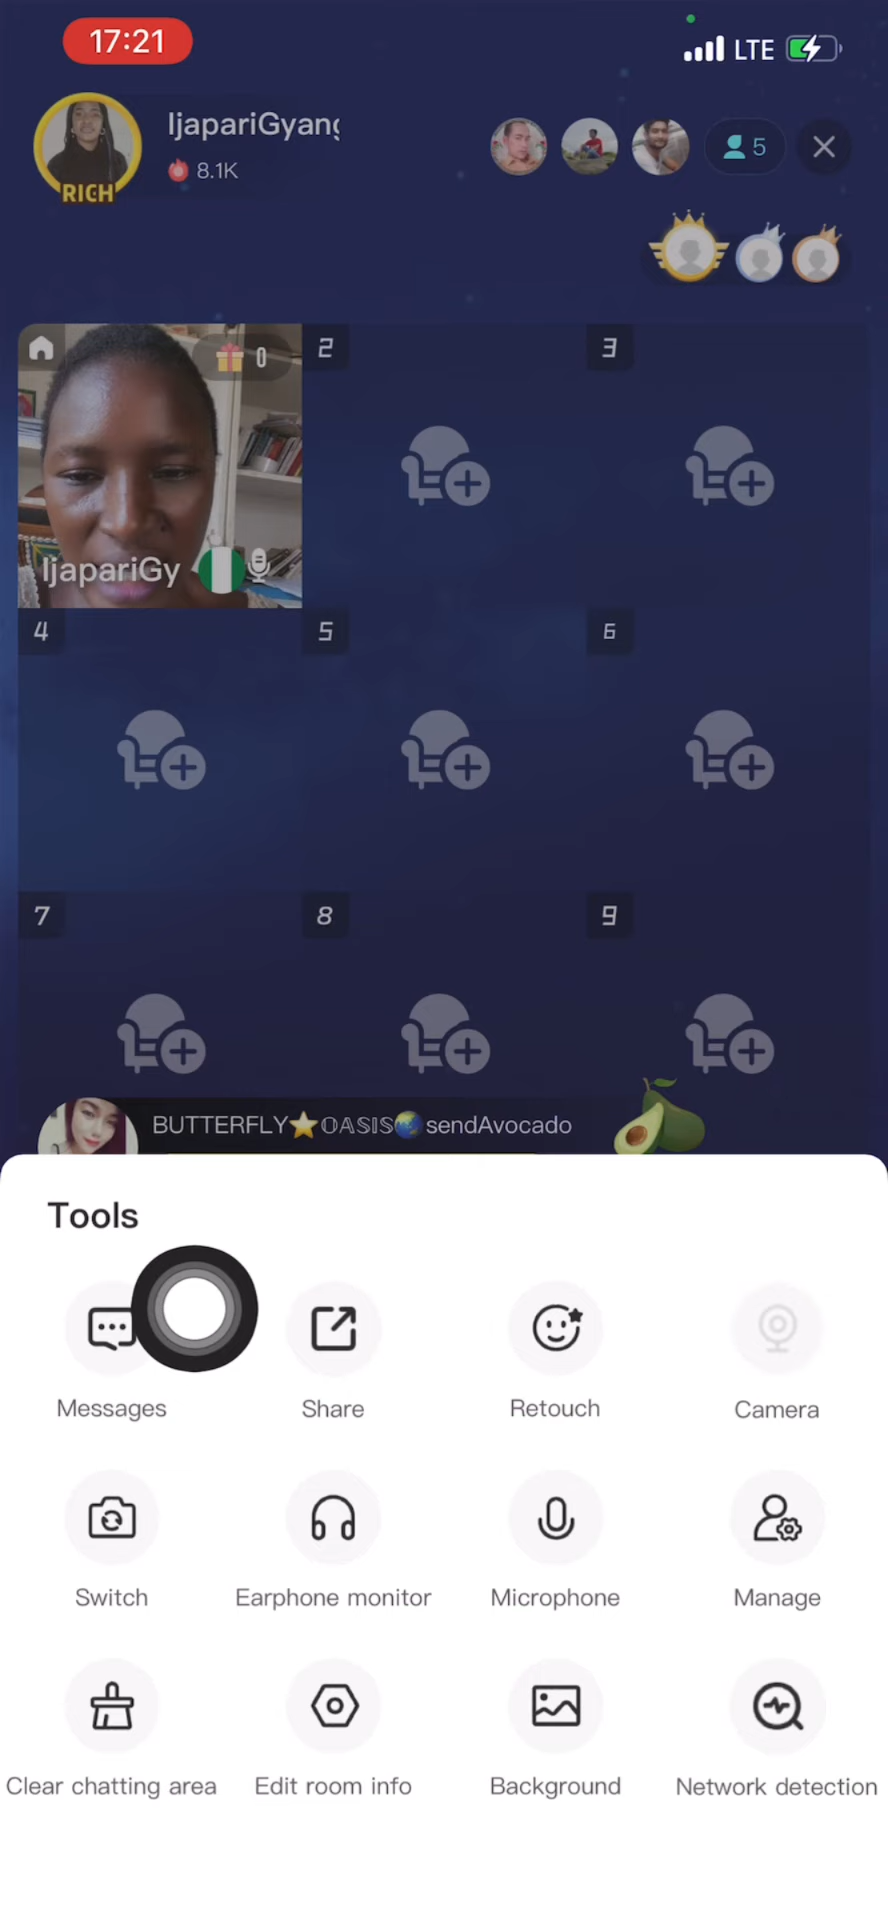 17:21
LTE
IjapariGyang
8.1K
RICH
5
0
2
3
IjapariGy
4
5
6
7
8
9
BUTTERFLY⭐𝕆𝔸𝕊𝕀𝕊🌏sendAvocado
Tools
Messages
Share
Retouch
Camera
Switch
Earphone monitor
Microphone
Manage
Clear chatting area
Edit room info
Background
Network detection